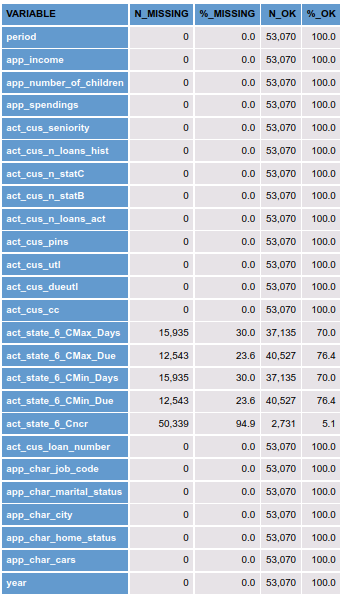 VARIABLE N_MISSING %_MISSING N_OK %_OK
period 0 0.0 53,070 100.0
app_income 0 0.0 53,070 100.0
app_number_of_children 0 0.0 53,070 100.0
app_spendings 0 0.0 53,070 100.0
act_cus_seniority 0 0.0 53,070 100.0
act_cus_n_loans_hist 0 0.0 53,070 100.0
act_cus_n_statC 0 0.0 53,070 100.0
act_cus_n_statB 0 0.0 53,070 100.0
act_cus_n_loans_act 0 0.0 53,070 100.0
act_cus_pins 0 0.0 53,070 100.0
act_cus_utl 0 0.0 53,070 100.0
act_cus_dueutl 0 0.0 53,070 100.0
act_cus_cc 0 0.0 53,070 100.0
act_state_6_CMax_Days 15,935 30.0 37,135 70.0
act_state_6_CMax_Due 12,543 23.6 40,527 76.4
act_state_6_CMin_Days 15,935 30.0 37,135 70.0
act_state_6_CMin_Due 12,543 23.6 40,527 76.4
act_state_6_Cncr 50,339 94.9 2,731 5.1
act_cus_loan_number 0 0.0 53,070 100.0
app_char_job_code 0 0.0 53,070 100.0
app_char_marital_status 0 0.0 53,070 100.0
app_char_city 0 0.0 53,070 100.0
app_char_home_status 0 0.0 53,070 100.0
app_char_cars 0 0.0 53,070 100.0
year 0 0.0 53,070 100.0